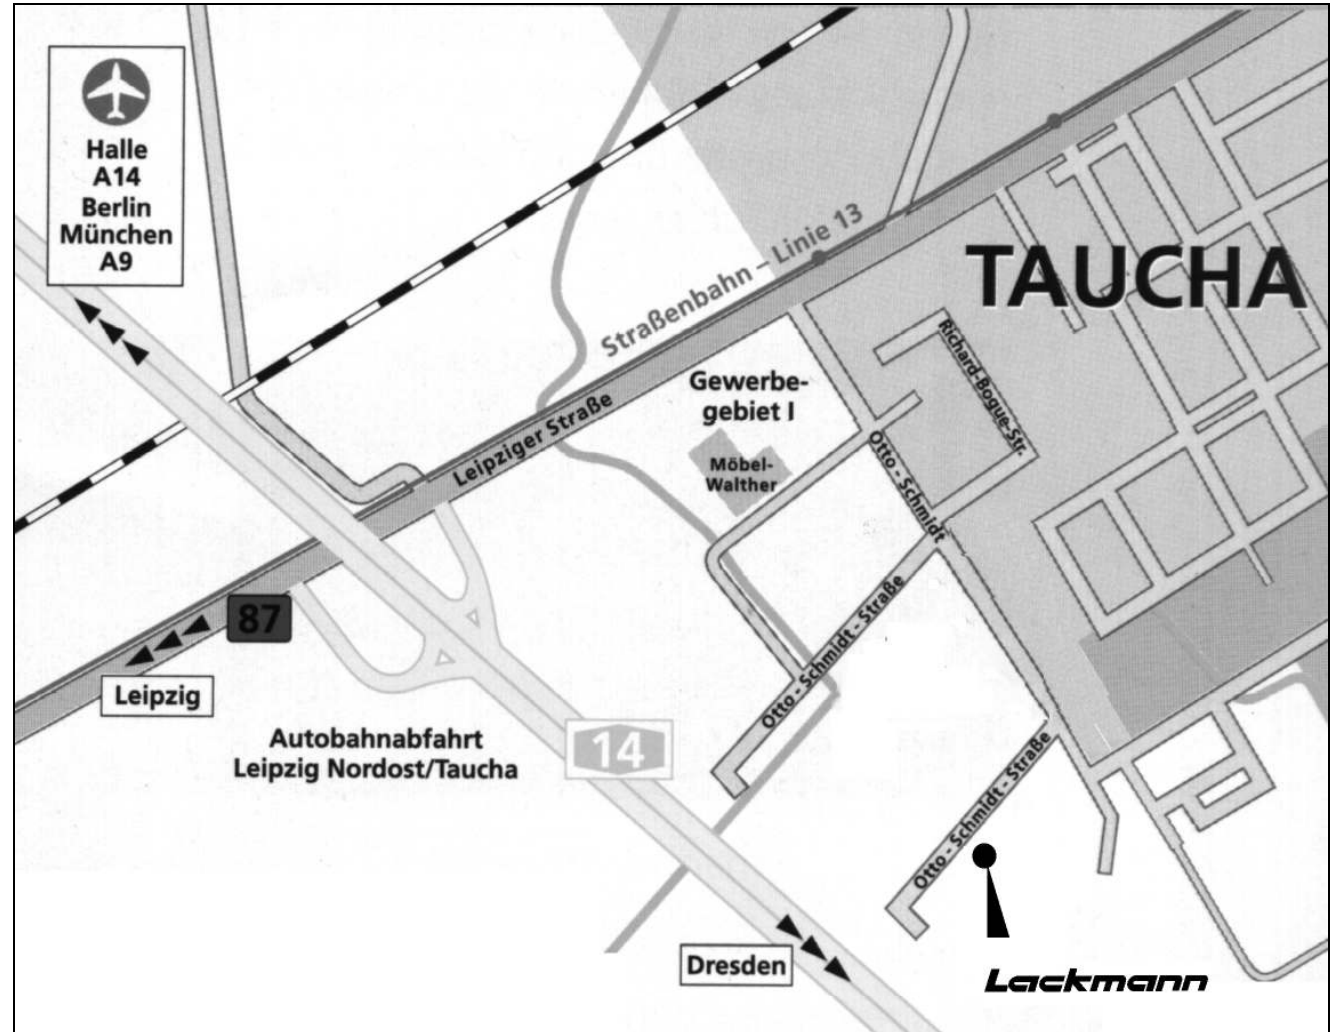 Halle
A14
Berlin
München
A9
Straßenbahn – Linie 13
TAUCHA
Richard-Bogue-Str.
Gewerbe-
gebiet I
Leipziger Straße
Möbel-
Walther
Otto - Schmidt
87
Otto - Schmidt - Straße
Leipzig
Autobahnabfahrt
Leipzig Nordost/Taucha
14
Otto - Schmidt - Straße
Dresden
Lackmann